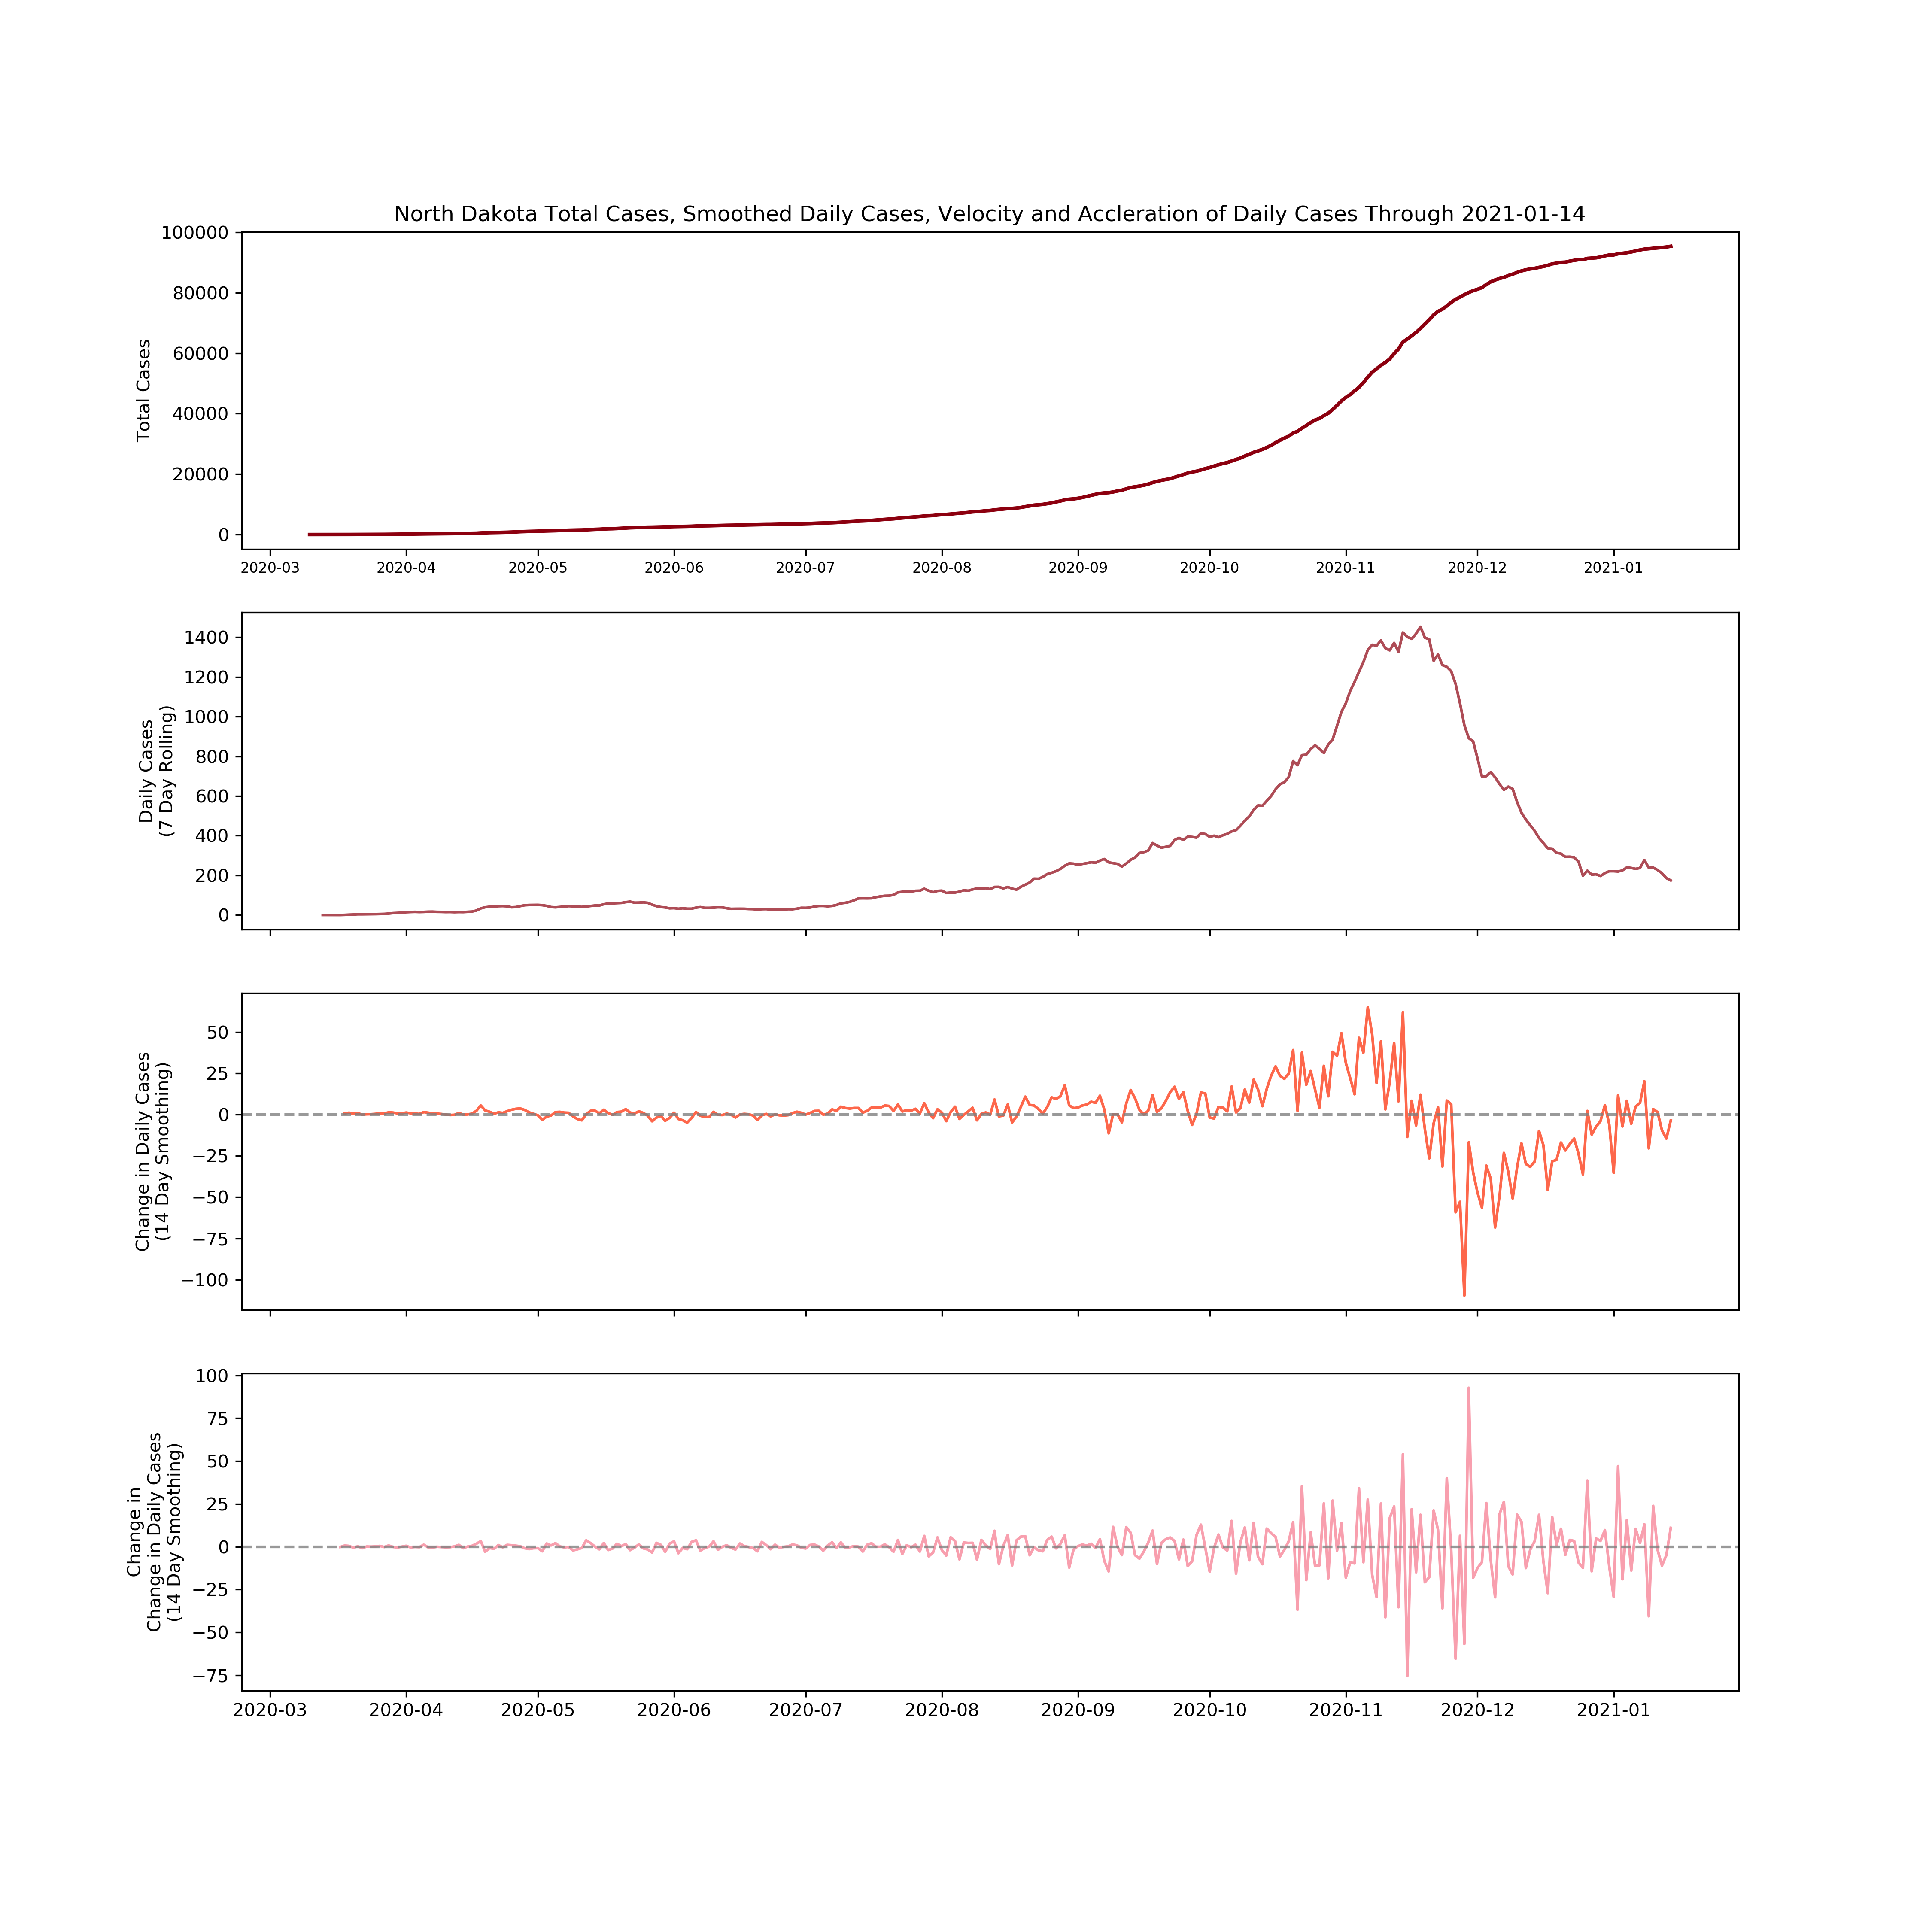 North Dakota Total Cases, Smoothed Daily Cases, Velocity and Accleration of Daily Cases Through 2021-01-14
100000
80000
60000
40000
20000
0
Total Cases
2020-03 2020-04 2020-05 2020-06 2020-07 2020-08 2020-09 2020-10 2020-11 2020-12 2021-01
1400
1200
1000
800
600
400
200
0
Daily Cases
(7 Day Rolling)
50
25
0
−25
−50
−75
−100
Change in Daily Cases
(14 Day Smoothing)
100
75
50
25
0
−25
−50
−75
Change in
Change in Daily Cases
(14 Day Smoothing)
2020-03 2020-04 2020-05 2020-06 2020-07 2020-08 2020-09 2020-10 2020-11 2020-12 2021-01